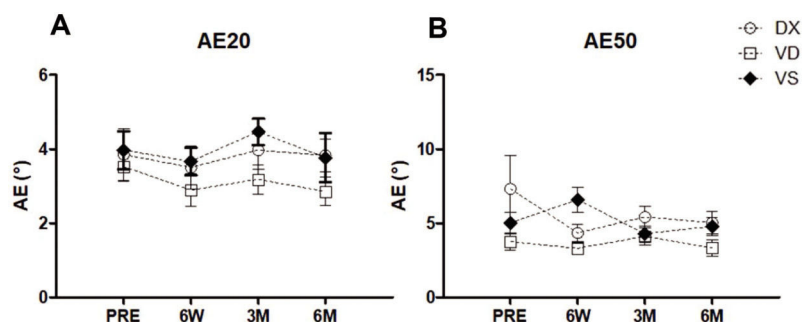 A
AE20
AE (°)
6
4
2
0
PRE 6W 3M 6M
B
AE50
AE (°)
15
10
5
0
PRE 6W 3M 6M
DX
VD
VS